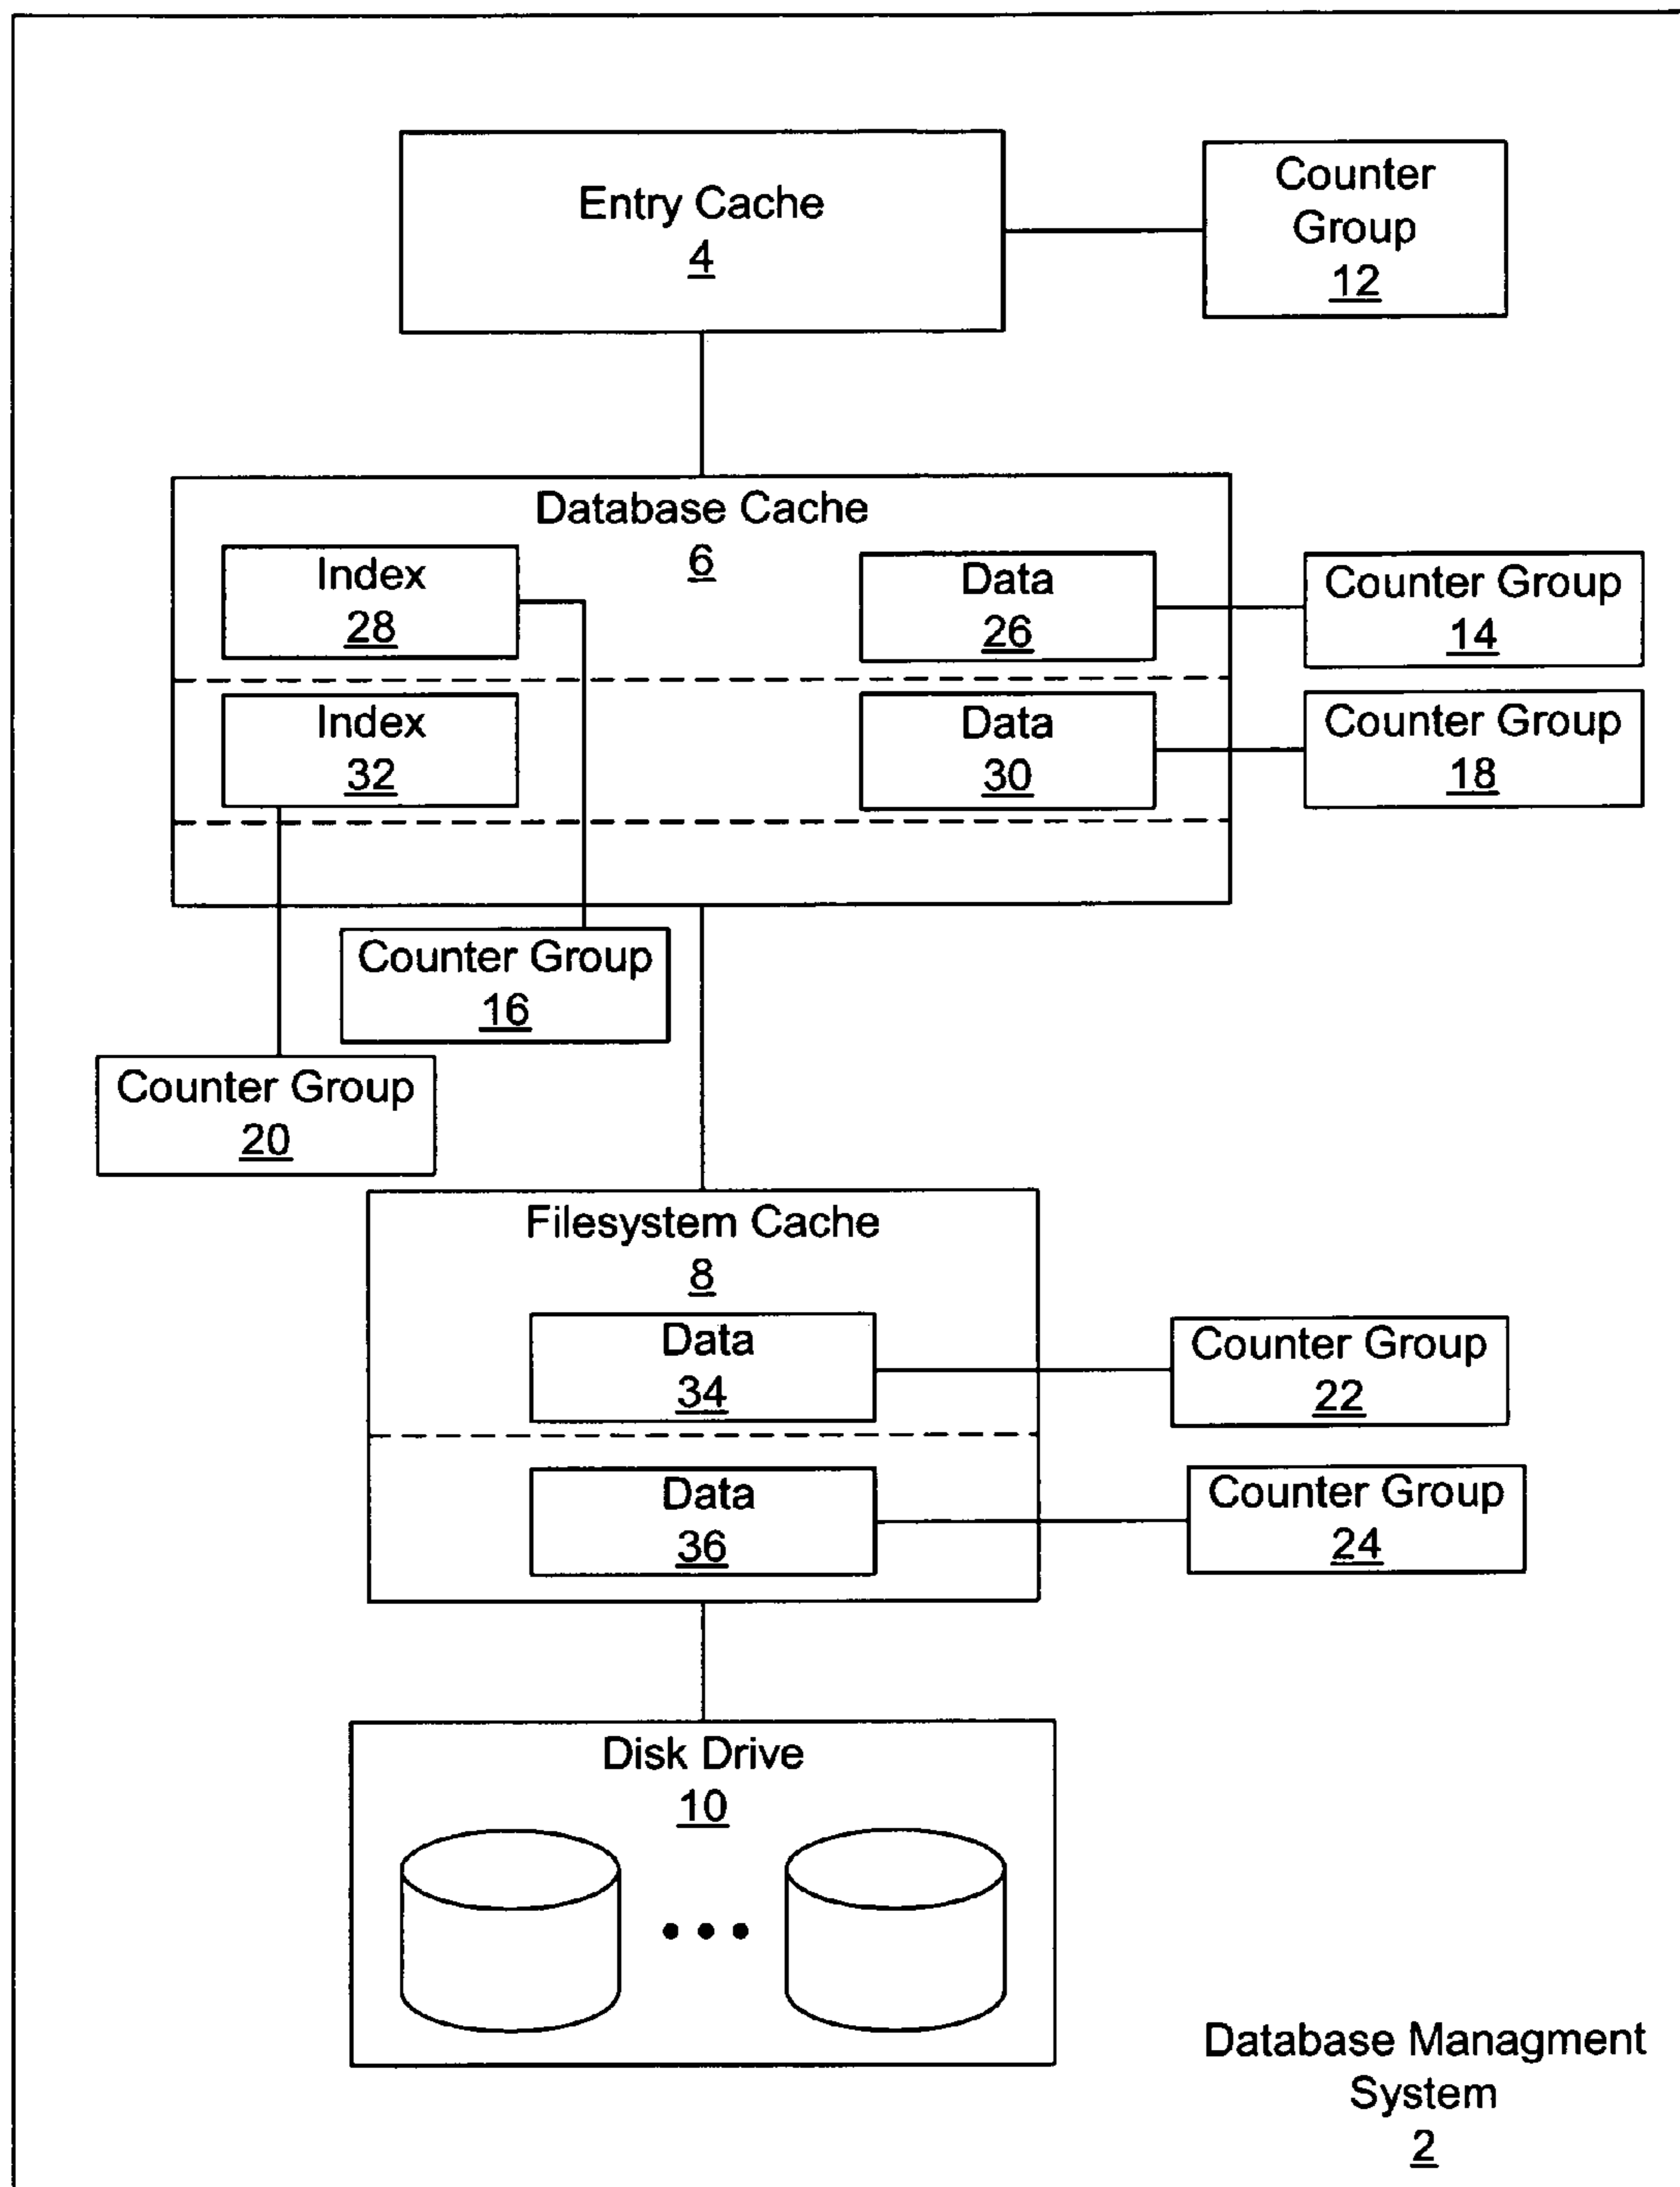 Entry Cache
4
Counter
Group
12
Database Cache
6
Index
28
Data
26
Counter Group
14
Index
32
Data
30
Counter Group
18
Counter Group
16
Counter Group
20
Filesystem Cache
8
Data
34
Counter Group
22
Data
36
Counter Group
24
Disk Drive
10
Database Managment
System
2